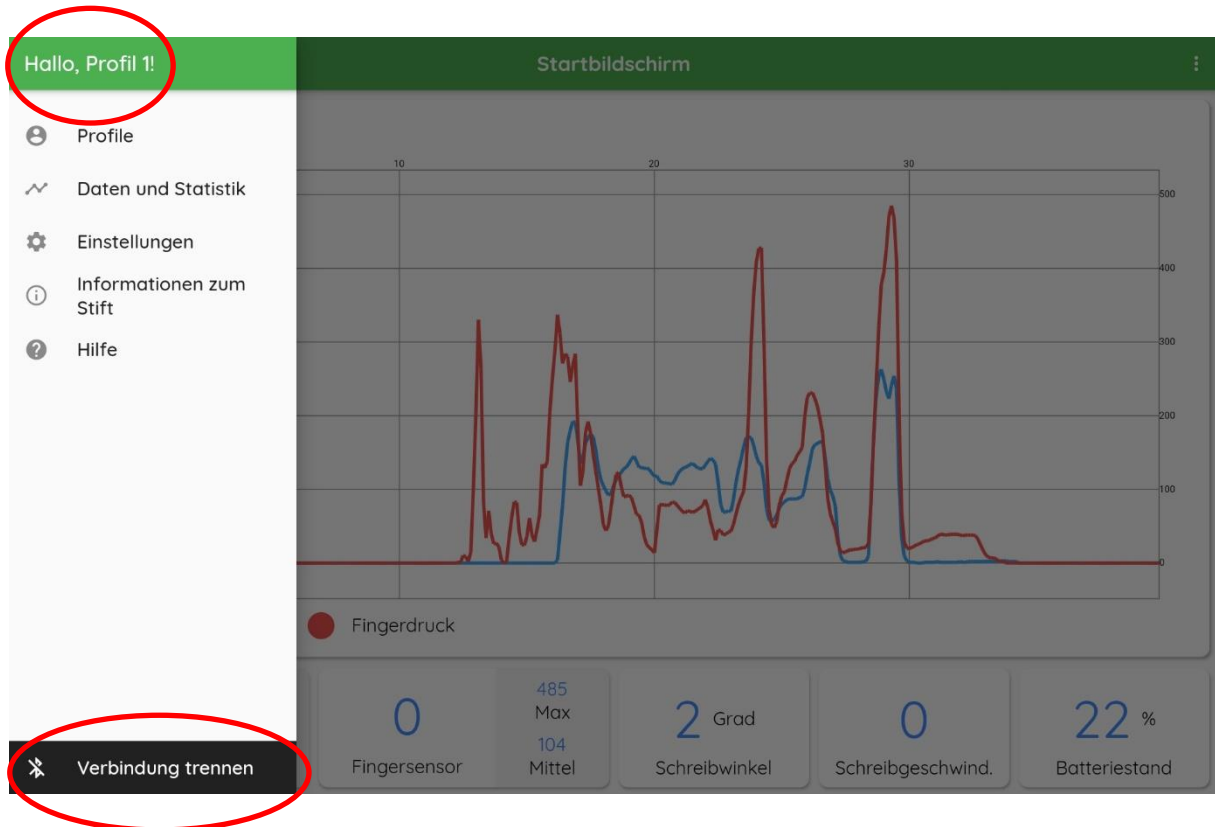 Hallo, Profil 1!
Startbildschirm
Profile
Daten und Statistik
Einstellungen
Informationen zum
Stift
Hilfe
10
20
30
500
400
300
200
100
0
Fingerdruck
0
Fingersensor
485
Max
104
Mittel
2 Grad
Schreibwinkel
0
Schreibgeschwind.
22 %
Batteriestand
Verbindung trennen